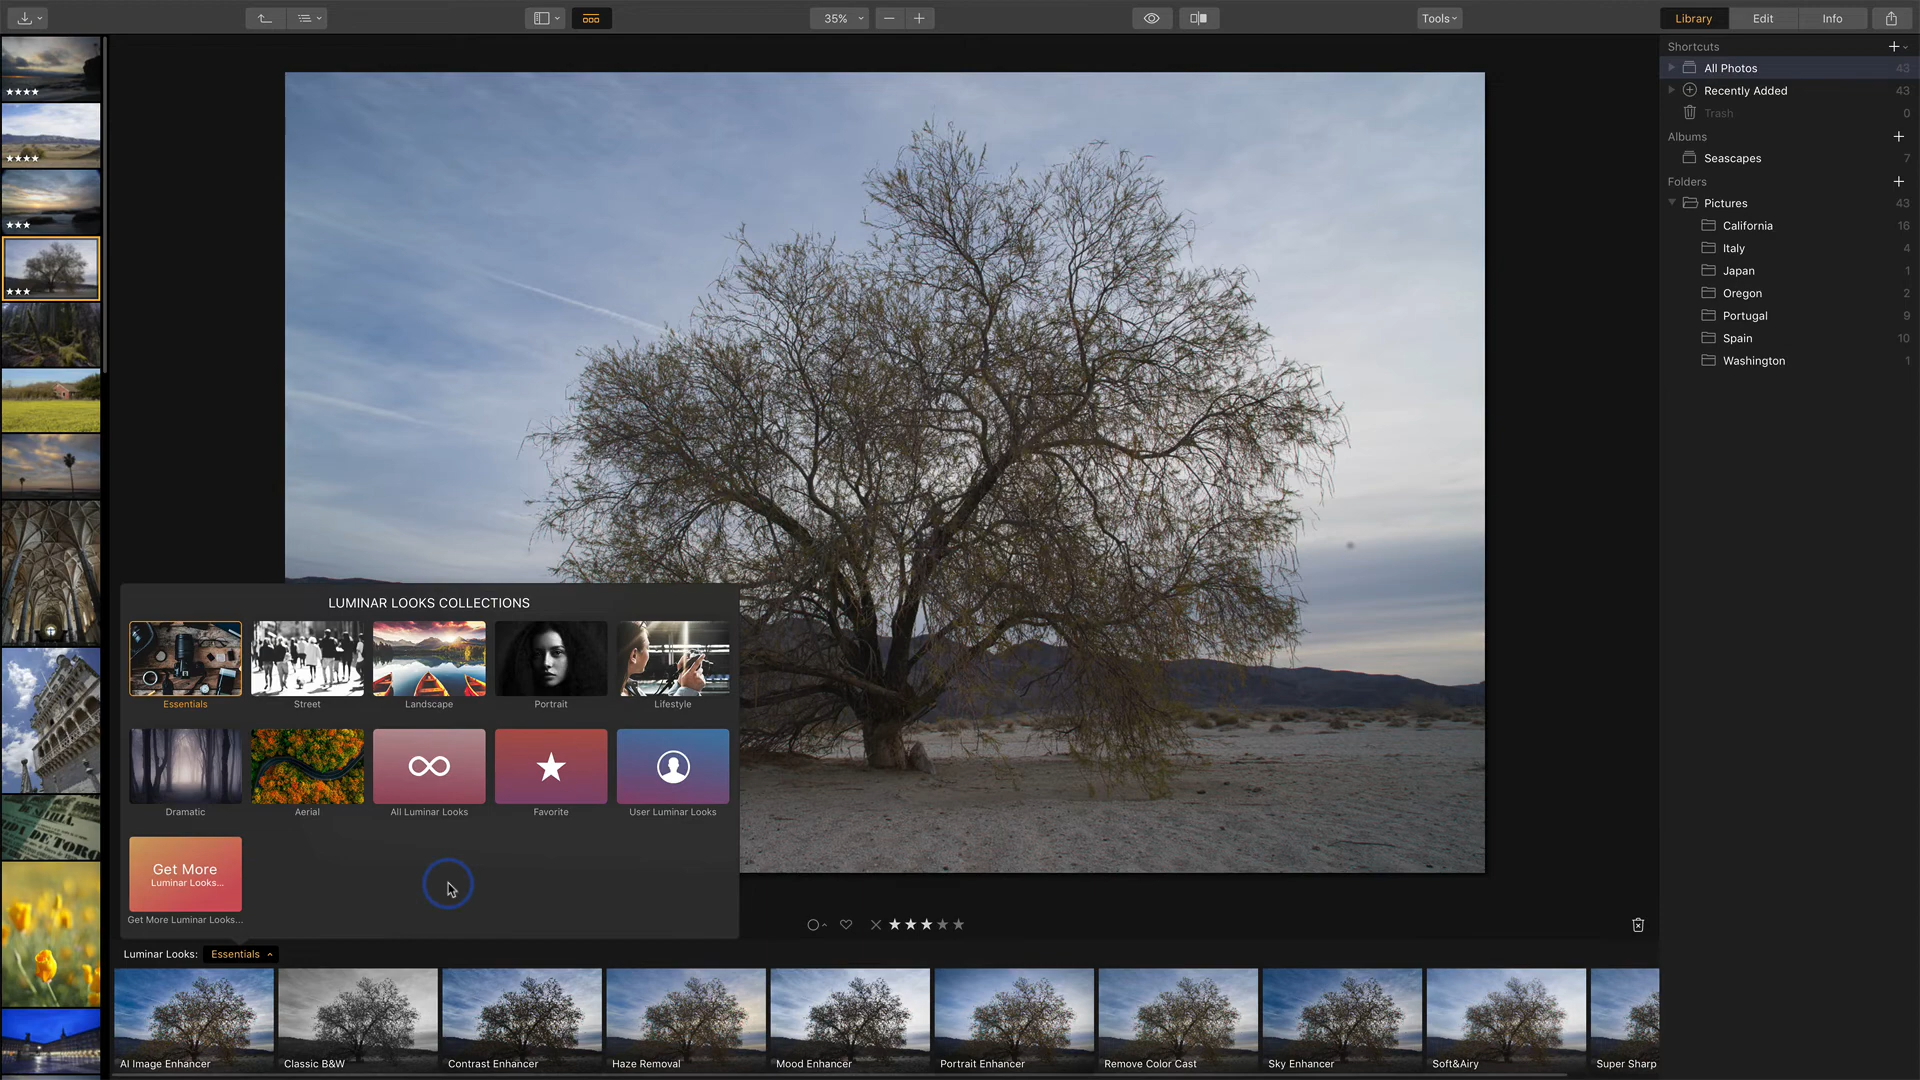 35%
Tools
Library
Edit
Info
Shortcuts
All Photos 43
Recently Added 43
Trash 0
Albums
Seascapes 7
Folders
Pictures 43
California 16
Italy 4
Japan 1
Oregon 2
Portugal 9
Spain 10
Washington 1
LUMINAR LOOKS COLLECTIONS
Essentials
Street
Landscape
Portrait
Lifestyle
Dramatic
Aerial
All Luminar Looks
Favorite
User Luminar Looks
Get More
Luminar Looks...
Get More Luminar Looks...
Luminar Looks: Essentials
AI Image Enhancer
Classic B&W
Contrast Enhancer
Haze Removal
Mood Enhancer
Portrait Enhancer
Remove Color Cast
Sky Enhancer
Soft&Airy
Super Sharp